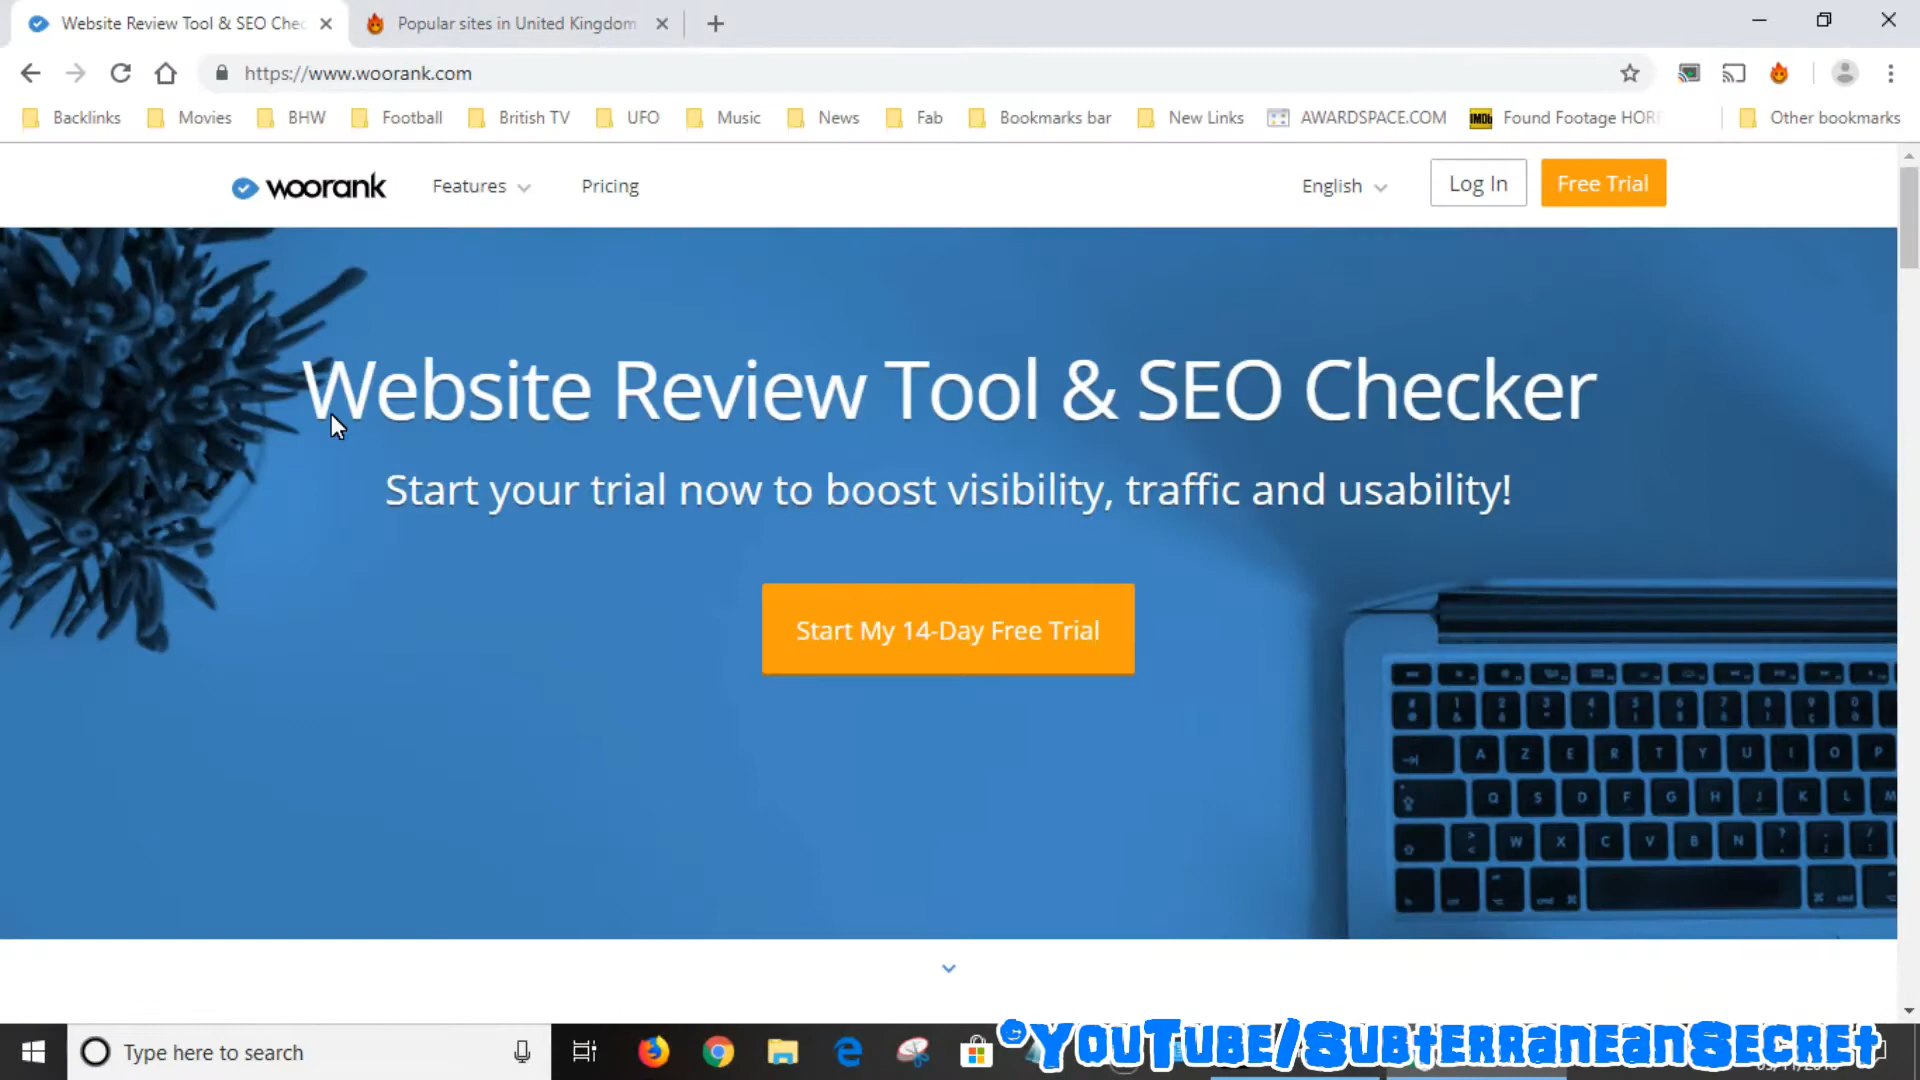 Website Review Tool & SEO Chec
Popular sites in United Kingdom
https://www.woorank.com
Backlinks
Movies
BHW
Football
British TV
UFO
Music
News
Fab
Bookmarks bar
New Links
AWARDSPACE.COM
IMDb
Found Footage HORR
Other bookmarks
woorank
Features
Pricing
English
Log In
Free Trial
Website Review Tool & SEO Checker
Start your trial now to boost visibility, traffic and usability!
Start My 14-Day Free Trial
A Z E R T Y U I O P
Q S D F G H J K L M
W X C V B N
Type here to search
©YouTube/SubterraneanSecret